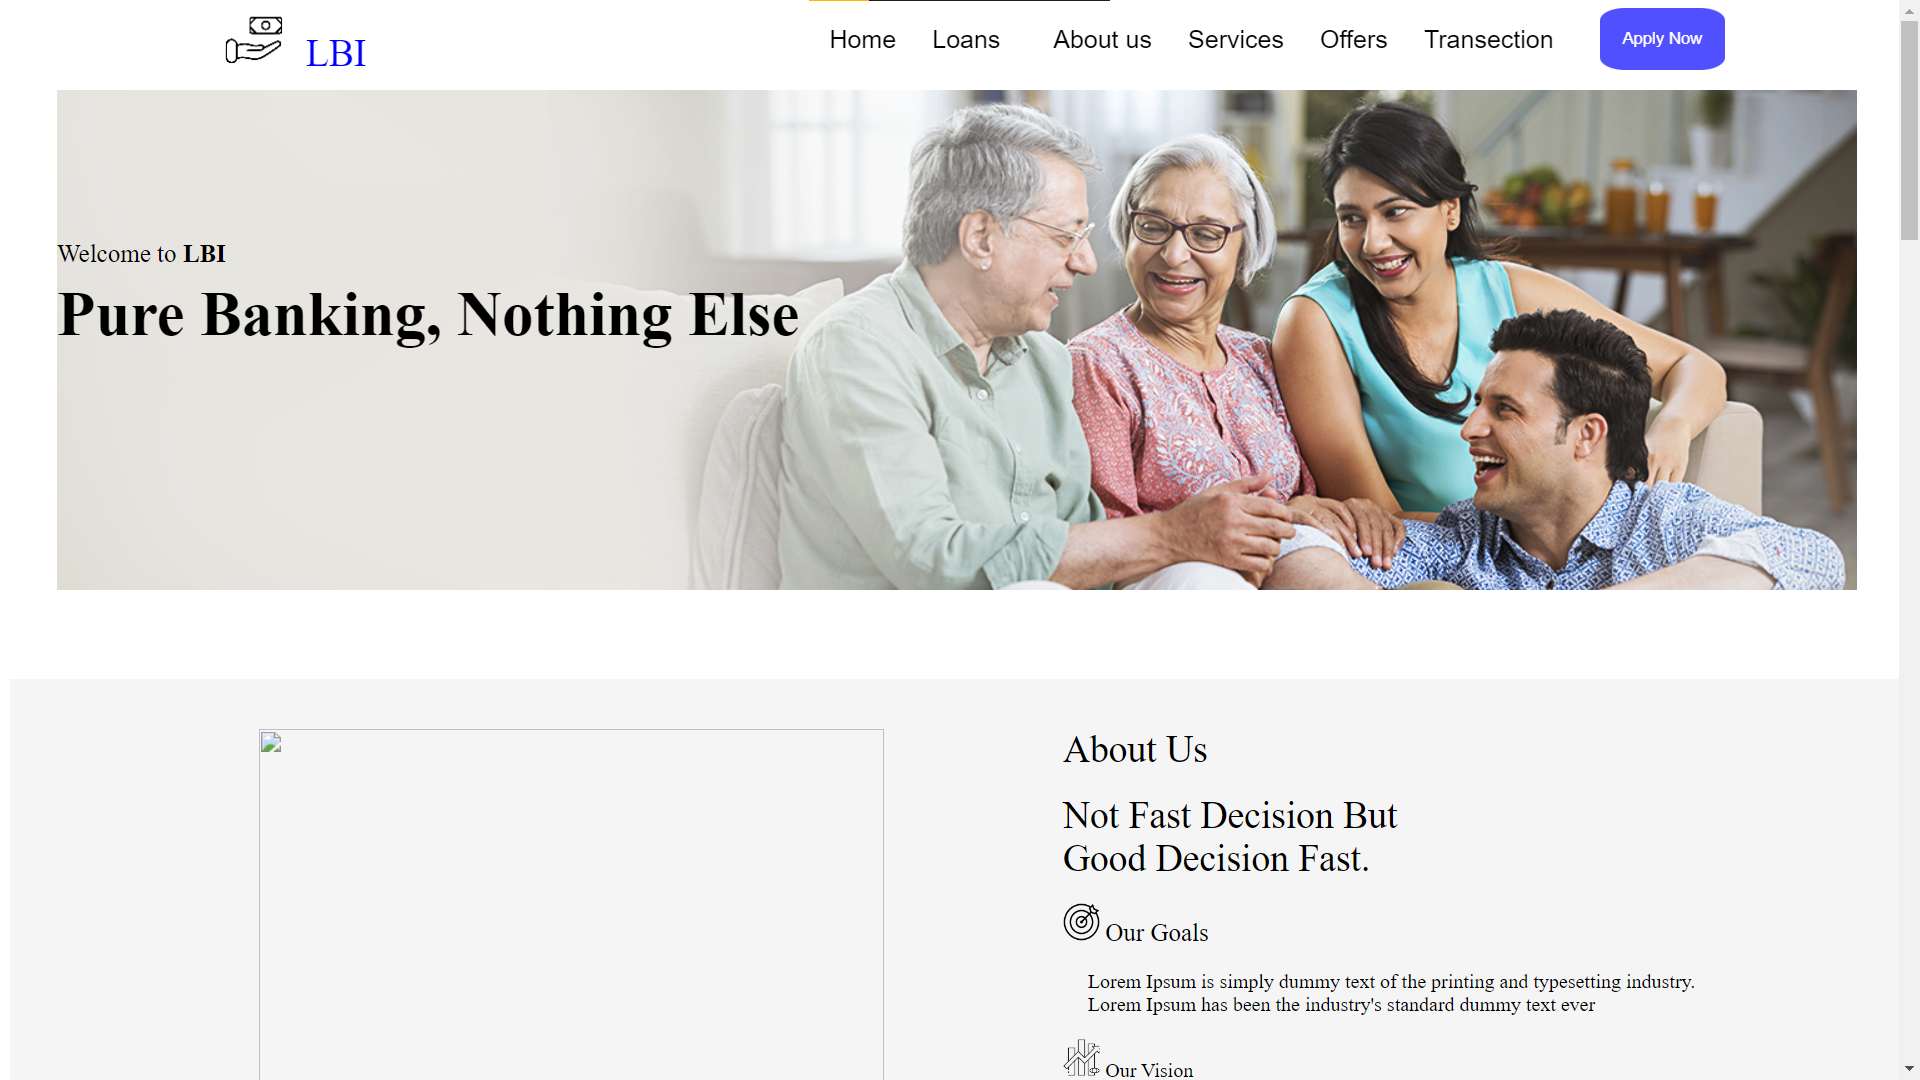 LBI
Home Loans About us Services Offers Transection Apply Now
Welcome to LBI
Pure Banking, Nothing Else
About Us
Not Fast Decision But
Good Decision Fast.
Our Goals
Lorem Ipsum is simply dummy text of the printing and typesetting industry.
Lorem Ipsum has been the industry's standard dummy text ever
Our Vision